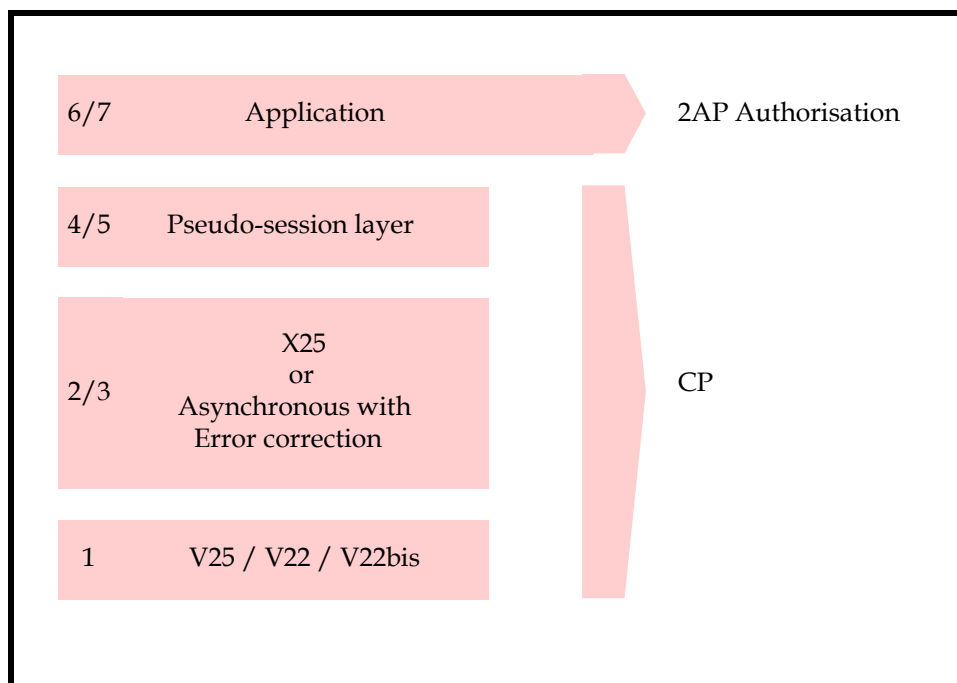 6/7 Application 2AP Authorisation
4/5 Pseudo-session layer
X25
or
2/3 Asynchronous with CP
Error correction
1 V25 / V22 / V22bis